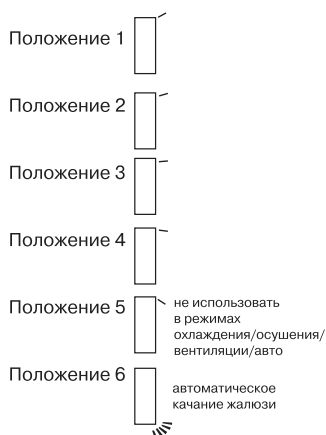 Положение 1
Положение 2
Положение 3
Положение 4
Положение 5
не использовать
в режимах
охлаждения/осушения/
вентиляции/авто
Положение 6
автоматическое
качание жалюзи